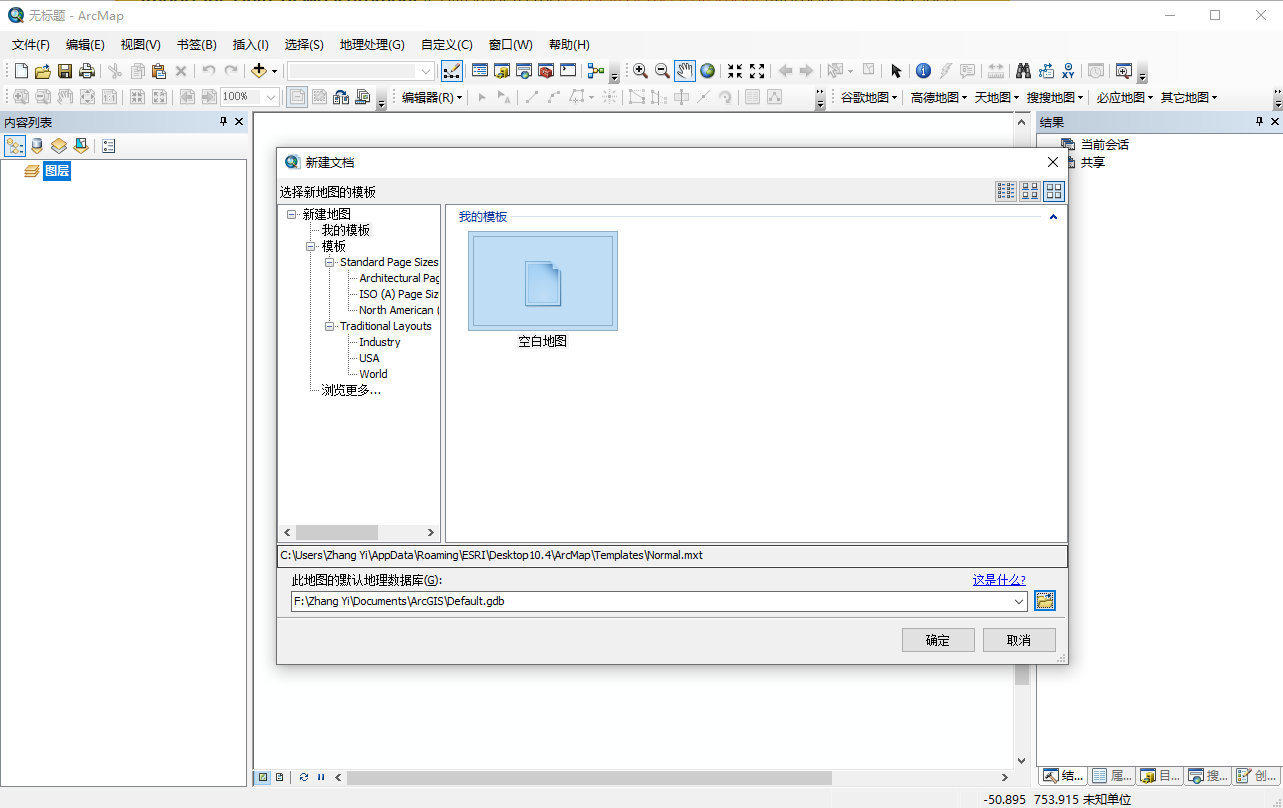 无标题 - ArcMap
文件(F) 编辑(E) 视图(V) 书签(B) 插入(I) 选择(S) 地理处理(G) 自定义(C) 窗口(W) 帮助(H)
100% 编辑器(R) 谷歌地图 高德地图 天地图 搜搜地图 必应地图 其它地图
内容列表
图层
结果
当前会话
共享
新建文档
选择新地图的模板
新建地图
我的模板
模板
Standard Page Sizes
Architectural Pag
ISO (A) Page Siz
North American (
Traditional Layouts
Industry
USA
World
浏览更多...
我的模板
空白地图
C:\Users\Zhang Yi\AppData\Roaming\ESRI\Desktop10.4\ArcMap\Templates\Normal.mxt
此地图的默认地理数据库(G):
这是什么?
F:\Zhang Yi\Documents\ArcGIS\Default.gdb
确定 取消
结... 属... 目... 搜... 创...
-50.895 753.915 未知单位